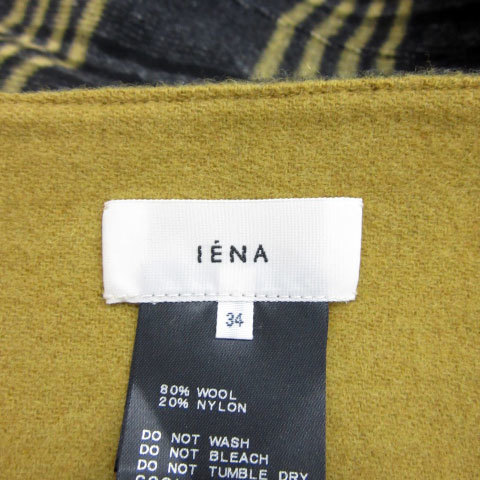 IÉNA
34
80% WOOL
20% NYLON
DO NOT WASH
DO NOT BLEACH
DO NOT TUMBLE DRY